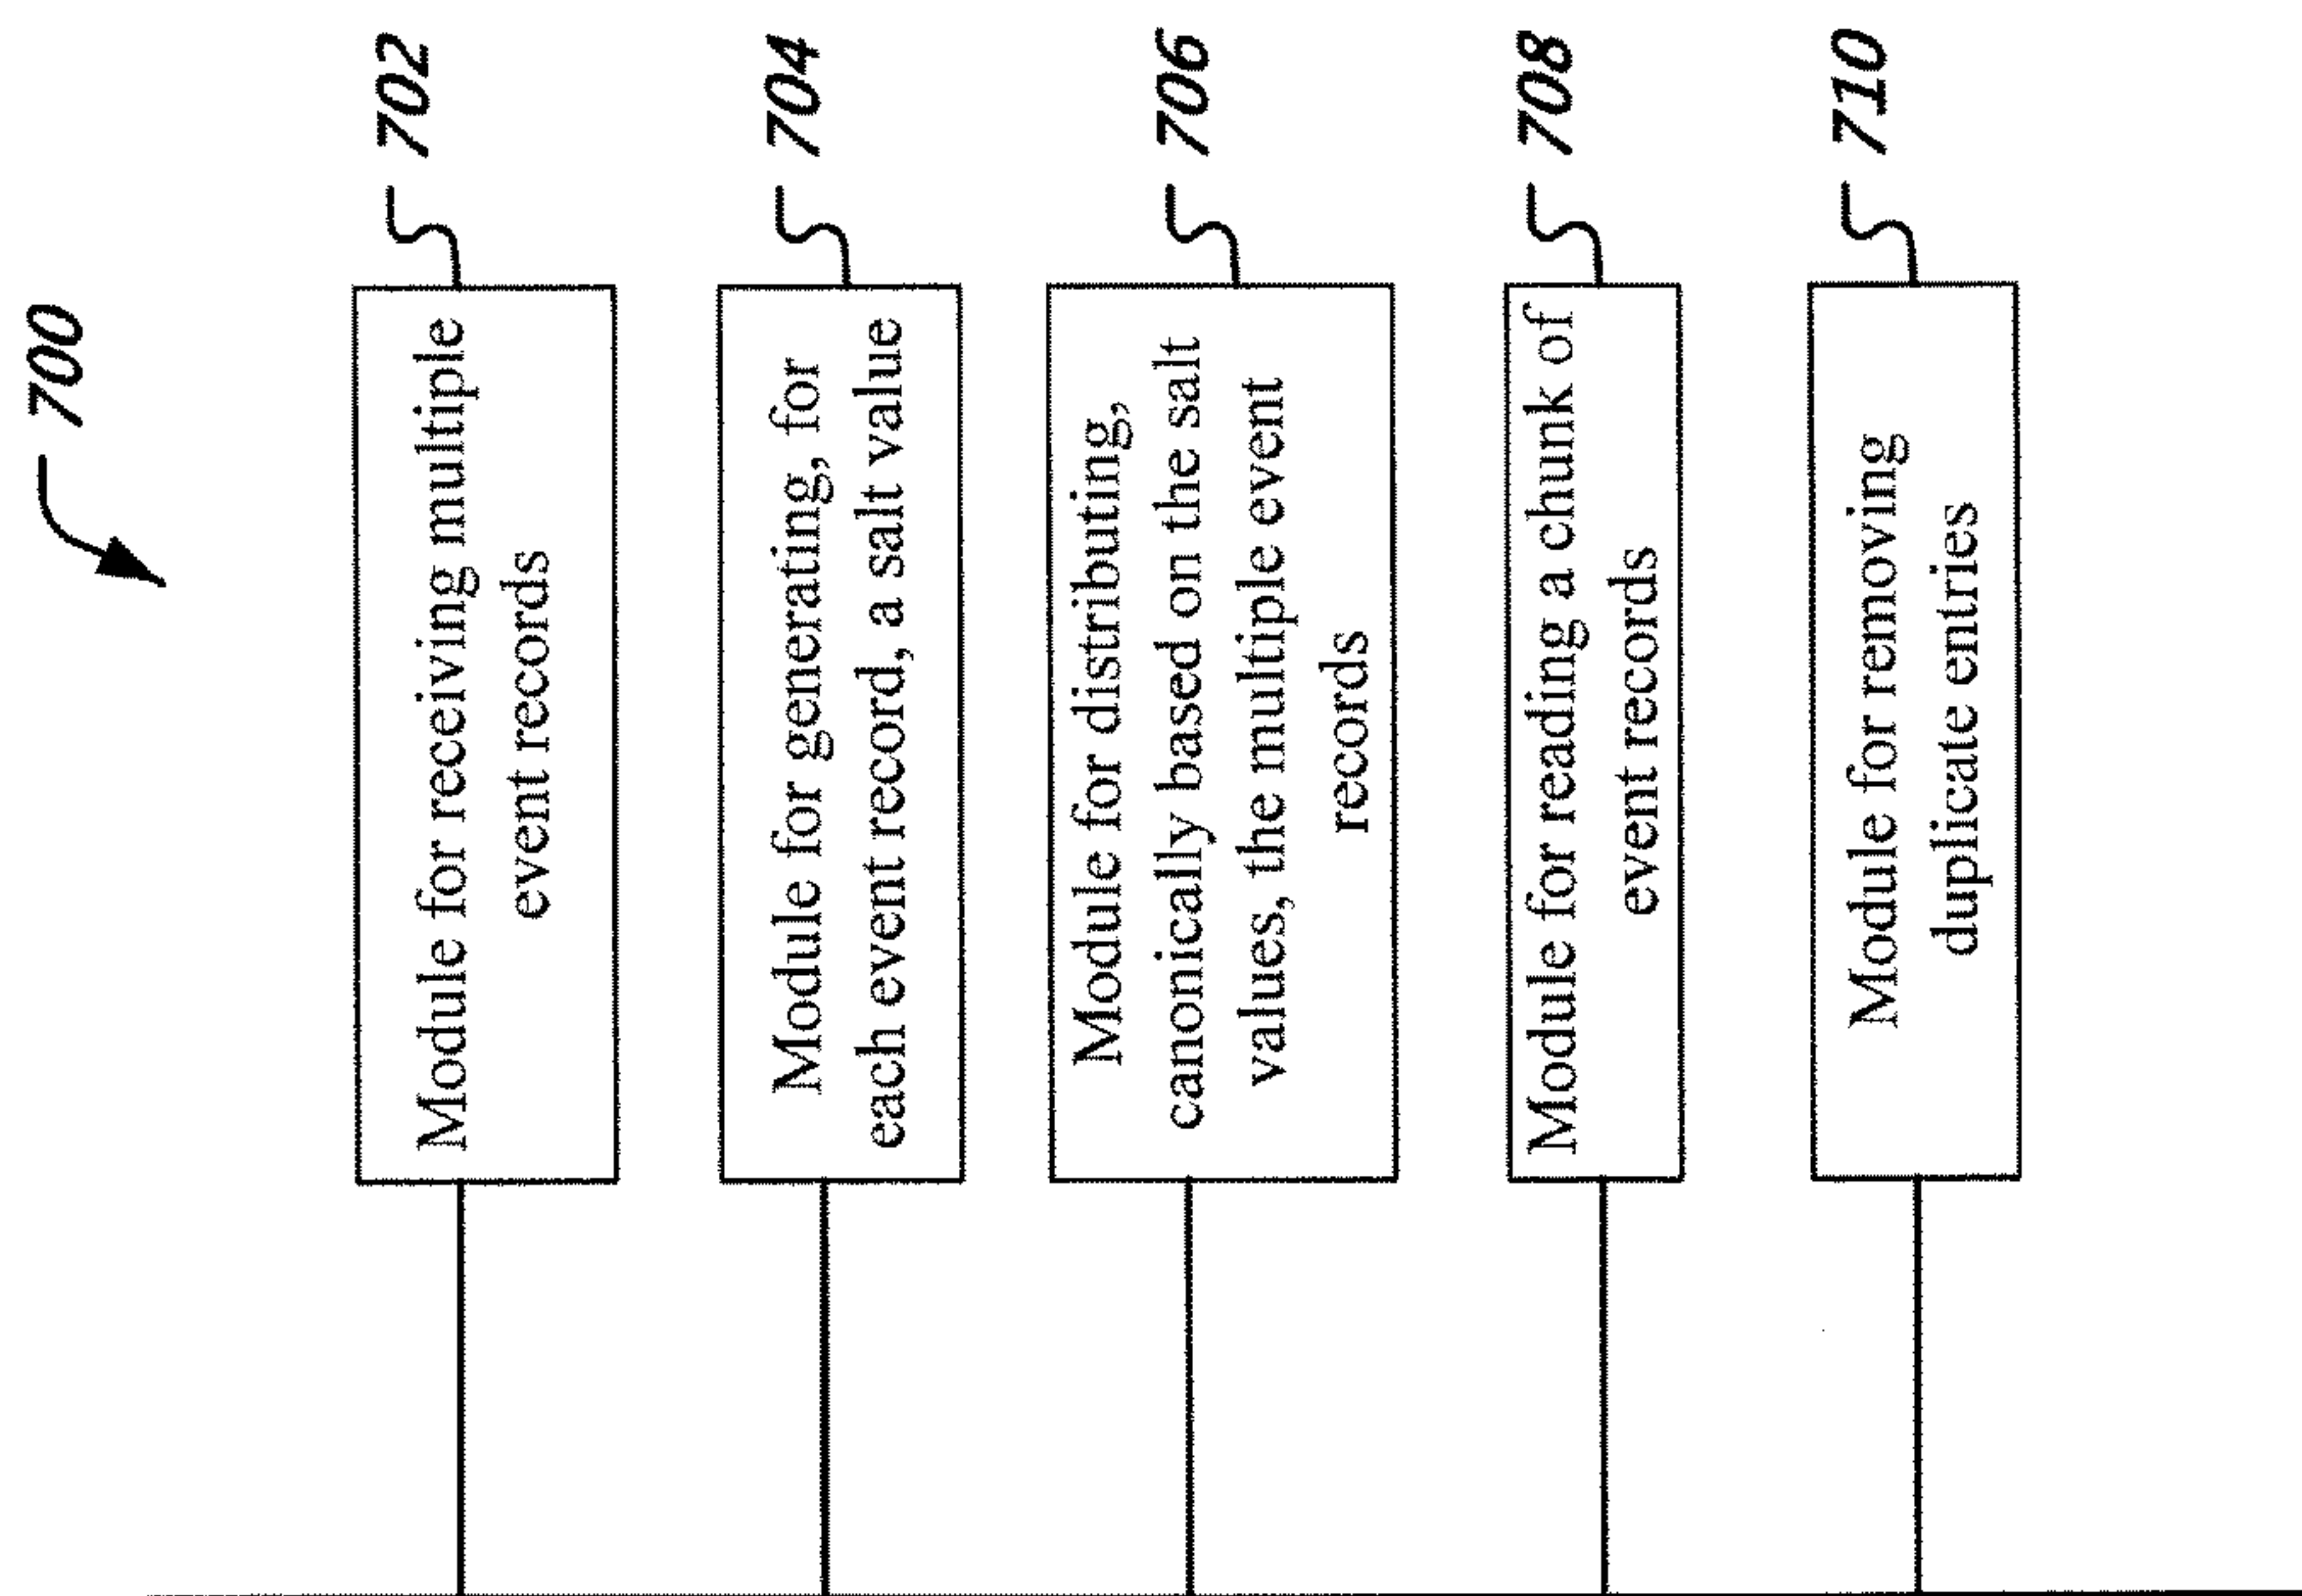 700
Module for receiving multiple
event records
702
Module for generating, for
each event record, a salt value
704
Module for distributing,
canonically based on the salt
values, the multiple event
records
706
Module for reading a chunk of
event records
708
Module for removing
duplicate entries
710